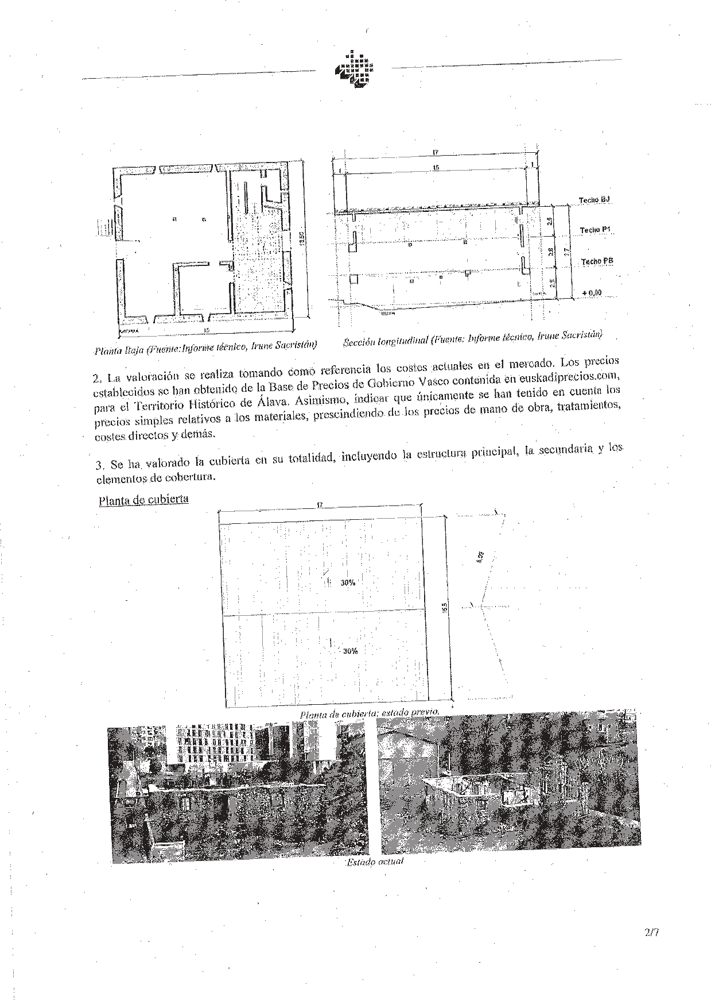 17
1
15
1
Techo BJ
2,5
Techo P1
13,50
2,6
7,7
Techo PB
2,5
+ 0,00
15
Planta Baja (Fuente:Informe técnico, Irune Sacristán)
Sección longitudinal (Fuente: Informe técnico, Irune Sacristán)
2. La valoración se realiza tomando como referencia los costes actuales en el mercado. Los precios
establecidos se han obtenido de la Base de Precios de Gobierno Vasco contenida en euskadiprecios.com,
para el Territorio Histórico de Álava. Asimismo, indicar que únicamente se han tenido en cuenta los
precios simples relativos a los materiales, prescindiendo de los precios de mano de obra, tratamientos,
costes directos y demás.
3. Se ha valorado la cubierta en su totalidad, incluyendo la estructura principal, la secundaria y los
elementos de cobertura.
Planta de cubierta
17
8,09
30%
15,5
30%
Planta de cubierta; estado previo.
Estado actual
2/7